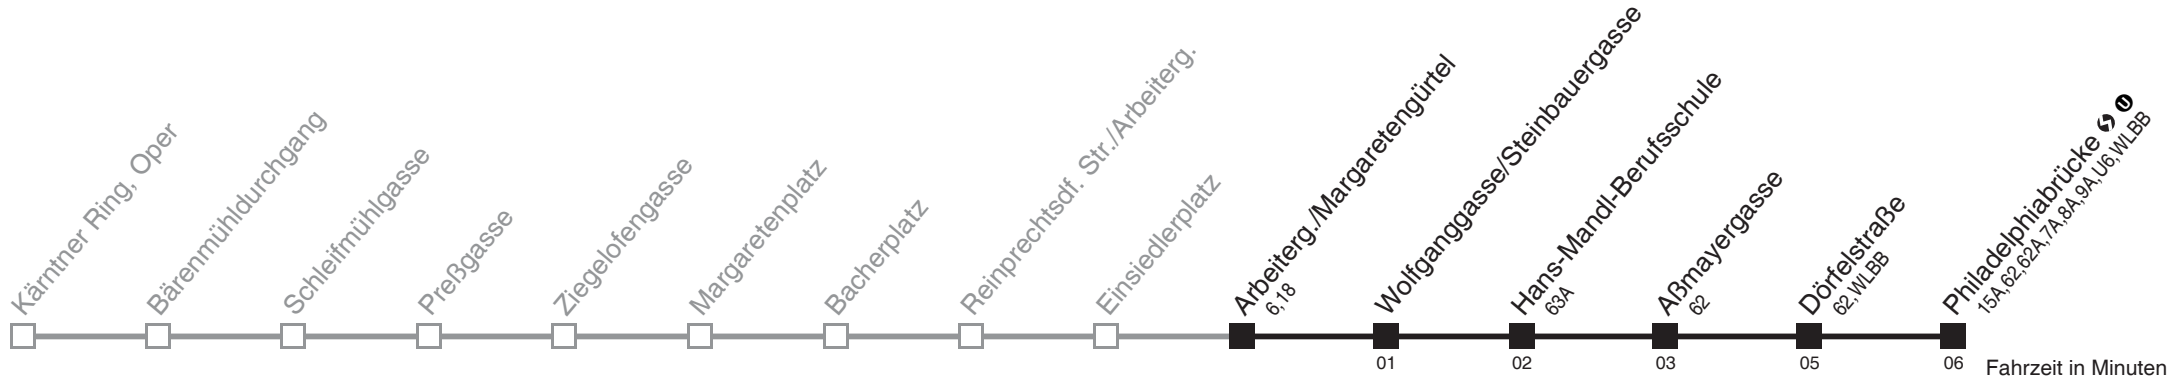 Kärntner Ring, Oper
Bärenmühldurchgang
Schleifmühlgasse
Preßgasse
Ziegelofengasse
Margaretenplatz
Bacherplatz
Reinprechtsdf. Str./Arbeiterg.
Einsiedlerplatz
Arbeiterg./Margaretengürtel
6,18
Wolfganggasse/Steinbauergasse
Hans-Mandl-Berufsschule
63A
Aßmayergasse
62
Dörfelstraße
62,WLBB
Philadelphiabrücke S U
15A,62,62A,7A,8A,9A,U6,WLBB
01
02
03
05
06
Fahrzeit in Minuten